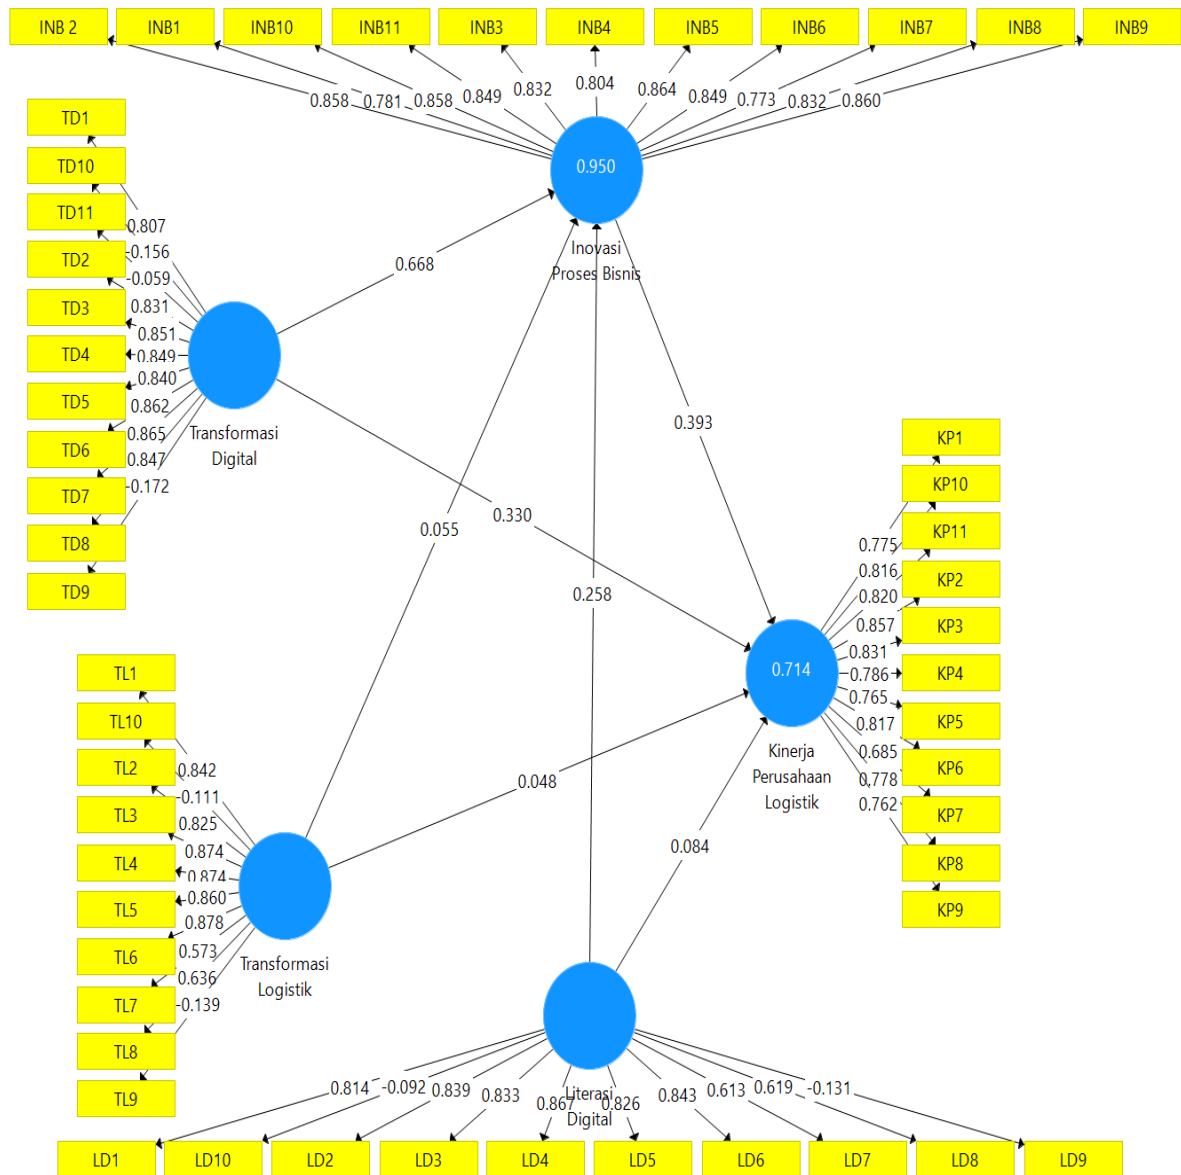 INB 2
INB1
INB10
INB11
INB3
INB4
INB5
INB6
INB7
INB8
INB9
0.858
0.781
0.858
0.849
0.832
0.804
0.864
0.849
0.773
0.832
0.860
0.950
Inovasi
Proses Bisnis
TD1
TD10
TD11
TD2
TD3
TD4
TD5
TD6
TD7
TD8
TD9
0.807
-0.156
-0.059
0.831
0.851
0.849
0.840
0.862
0.865
0.847
-0.172
Transformasi
Digital
0.668
0.393
0.330
0.055
0.258
0.048
0.084
KP1
KP10
KP11
KP2
KP3
KP4
KP5
KP6
KP7
KP8
KP9
0.775
0.816
0.820
0.857
0.831
0.786
0.765
0.817
0.685
0.778
0.762
0.714
Kinerja
Perusahaan
Logistik
TL1
TL10
TL2
TL3
TL4
TL5
TL6
TL7
TL8
TL9
0.842
-0.111
0.825
0.874
0.874
0.860
0.878
0.573
0.636
-0.139
Transformasi
Logistik
Literasi
Digital
0.814
-0.092
0.839
0.833
0.867
0.826
0.843
0.613
0.619
-0.131
LD1
LD10
LD2
LD3
LD4
LD5
LD6
LD7
LD8
LD9